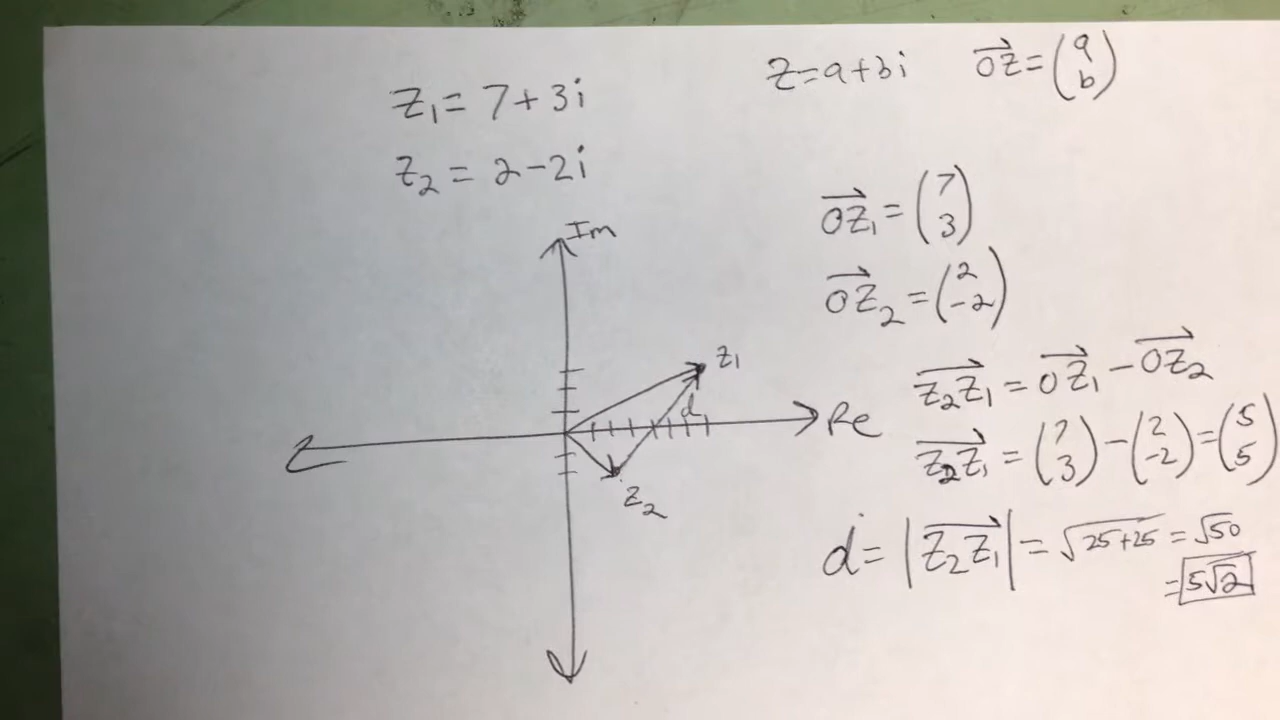 z₁ = 7+3i
z₂ = 2-2i
Im
z₁
d
Re
z₂
z=a+bi
→oz=(a b)
→oz₁=(7 3)
→oz₂=(2 -2)
→z₂z₁ = →oz₁ - →oz₂
→z₂z₁ = (7 3)-(2 -2)=(5 5)
d=|→z₂z₁|=√25+25 =√50
=5√2